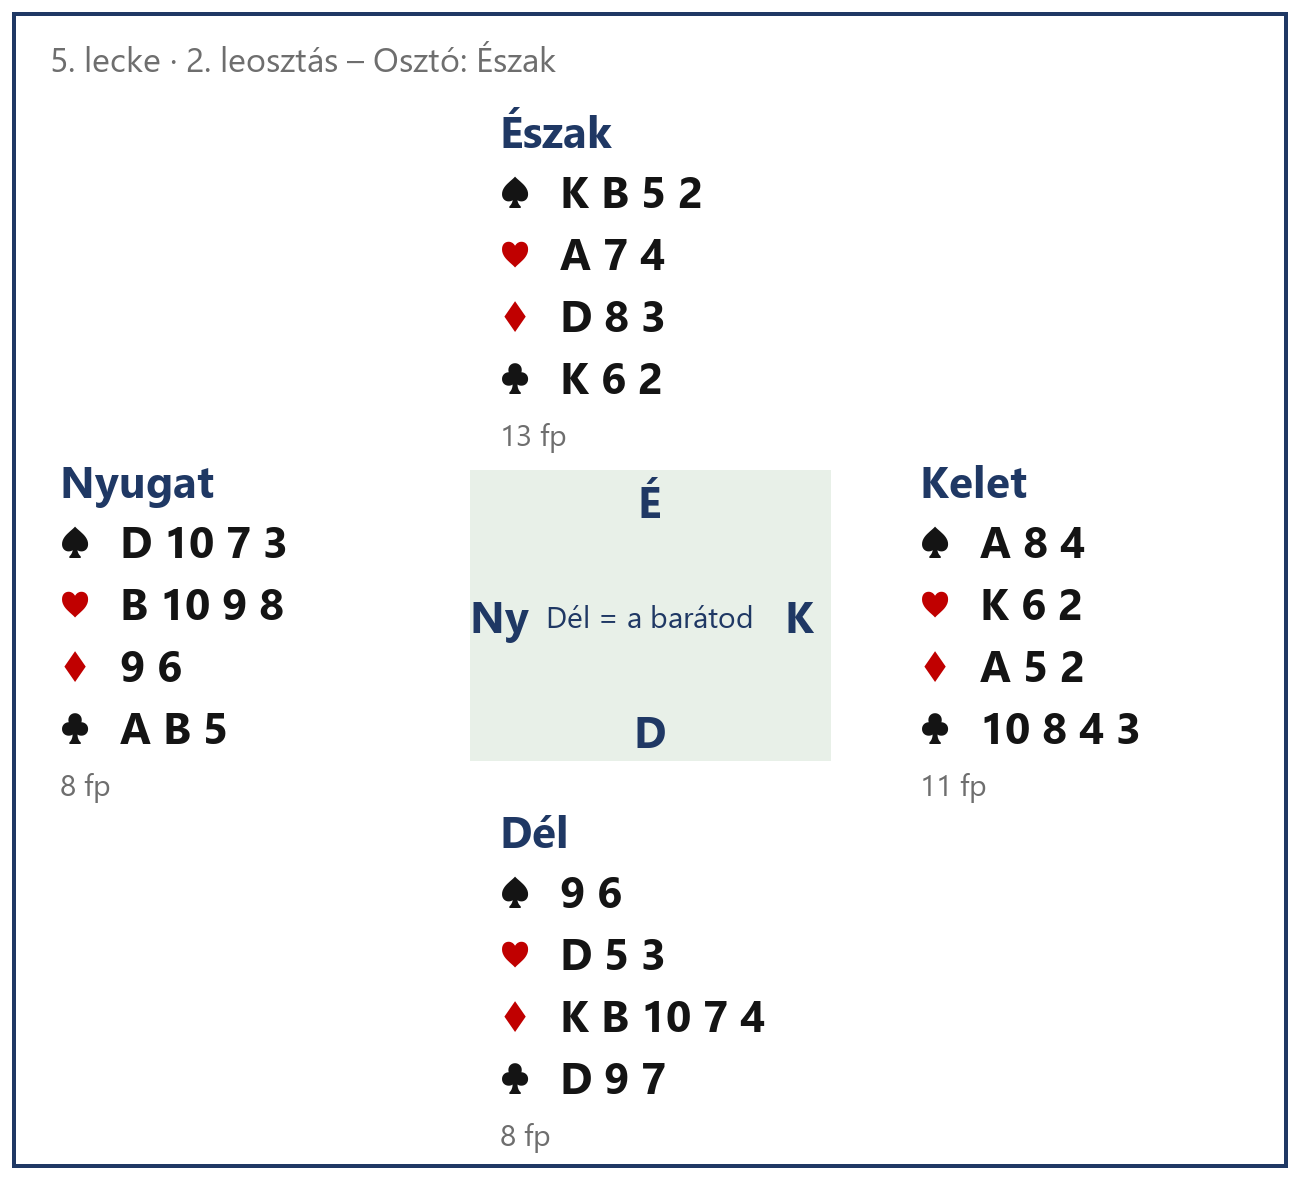 5. lecke · 2. leosztás – Osztó: Észak
Észak
♠ K B 5 2
♥ A 7 4
♦ D 8 3
♣ K 6 2
13 fp
Nyugat
♠ D 10 7 3
♥ B 10 9 8
♦ 9 6
♣ A B 5
8 fp
É
Ny Dél = a barátod K
D
Kelet
♠ A 8 4
♥ K 6 2
♦ A 5 2
♣ 10 8 4 3
11 fp
Dél
♠ 9 6
♥ D 5 3
♦ K B 10 7 4
♣ D 9 7
8 fp